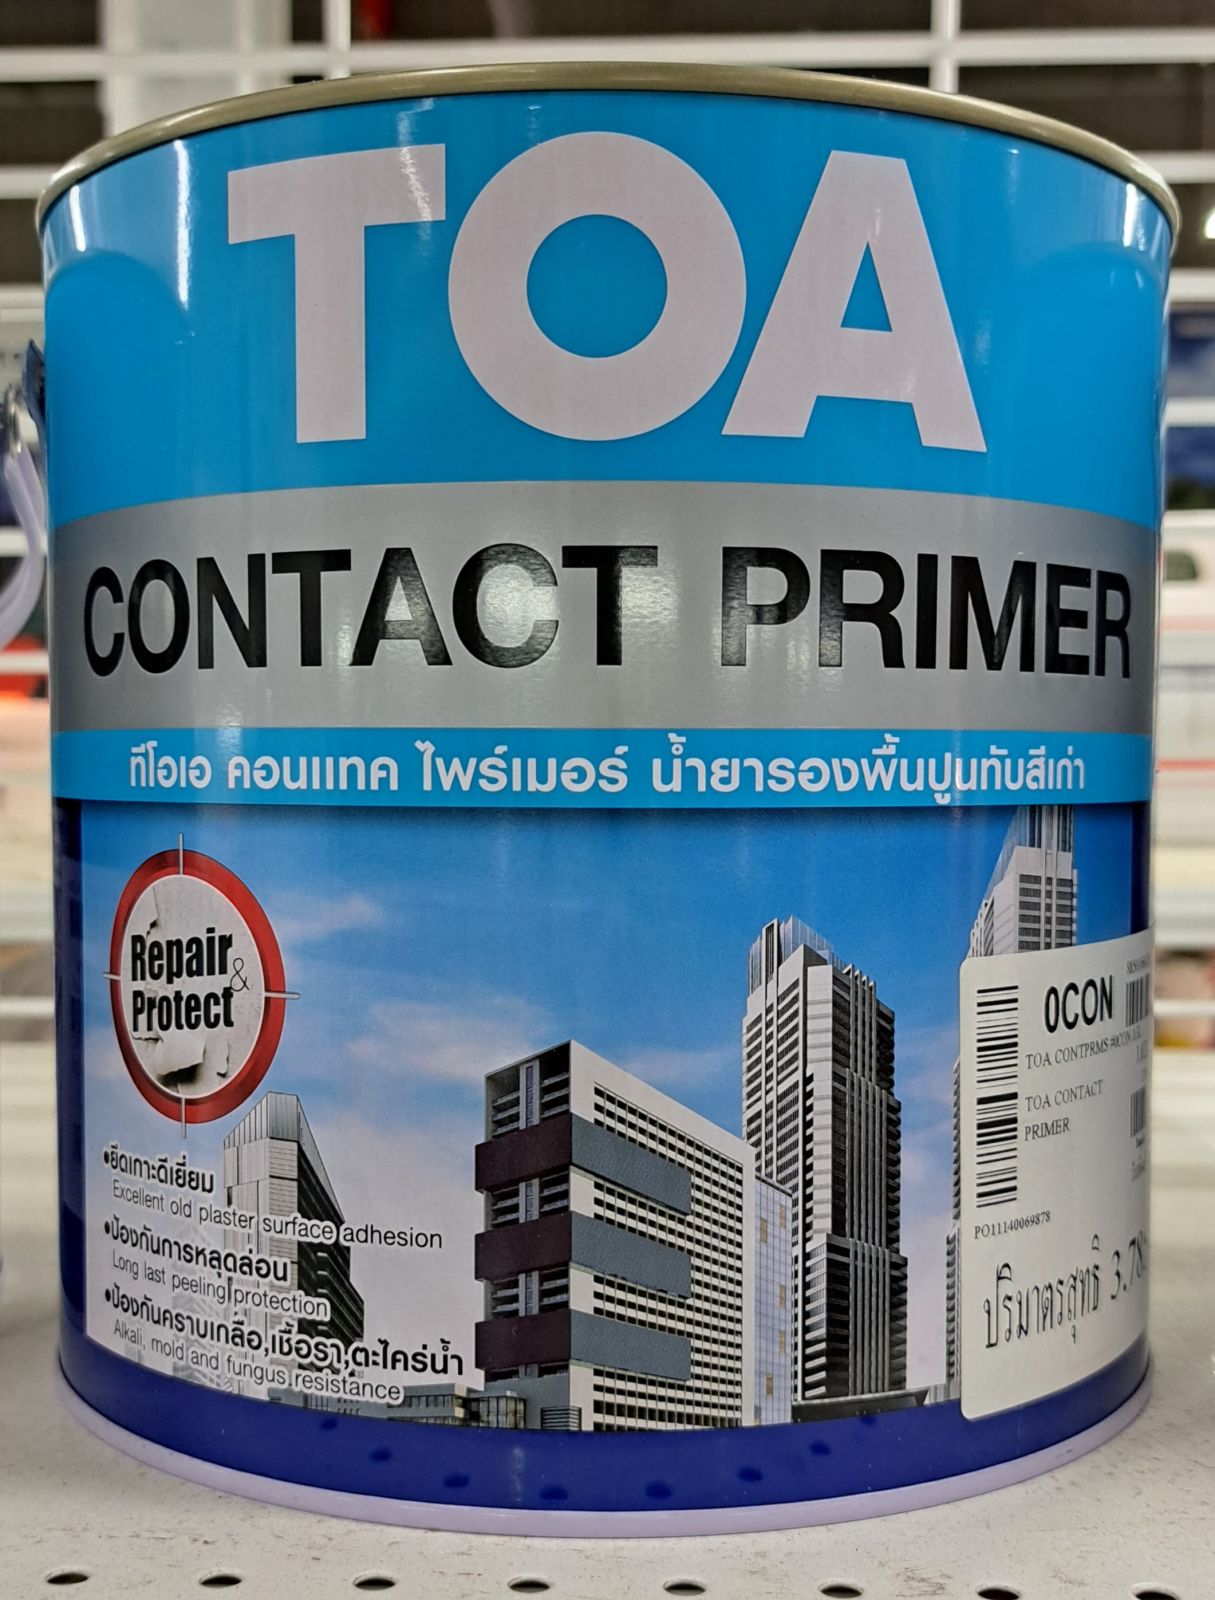 TOA
CONTACT PRIMER
ทีโอเอ คอนแทค ไพร์เมอร์ น้ำยารองพื้นปูนทับสีเก่า
Repair
&
Protect
•ยึดเกาะดีเยี่ยม
Excellent old plaster surface adhesion
•ป้องกันการหลุดล่อน
Long last peeling protection
•ป้องกันคราบเกลือ,เชื้อรา,ตะไคร่น้ำ
Alkali, mold and fungus resistance
0CON
TOA CONTPRMS #0CON
TOA CONTACT
PRIMER
PO11140069878
ปริมาตรสุทธิ 3.78